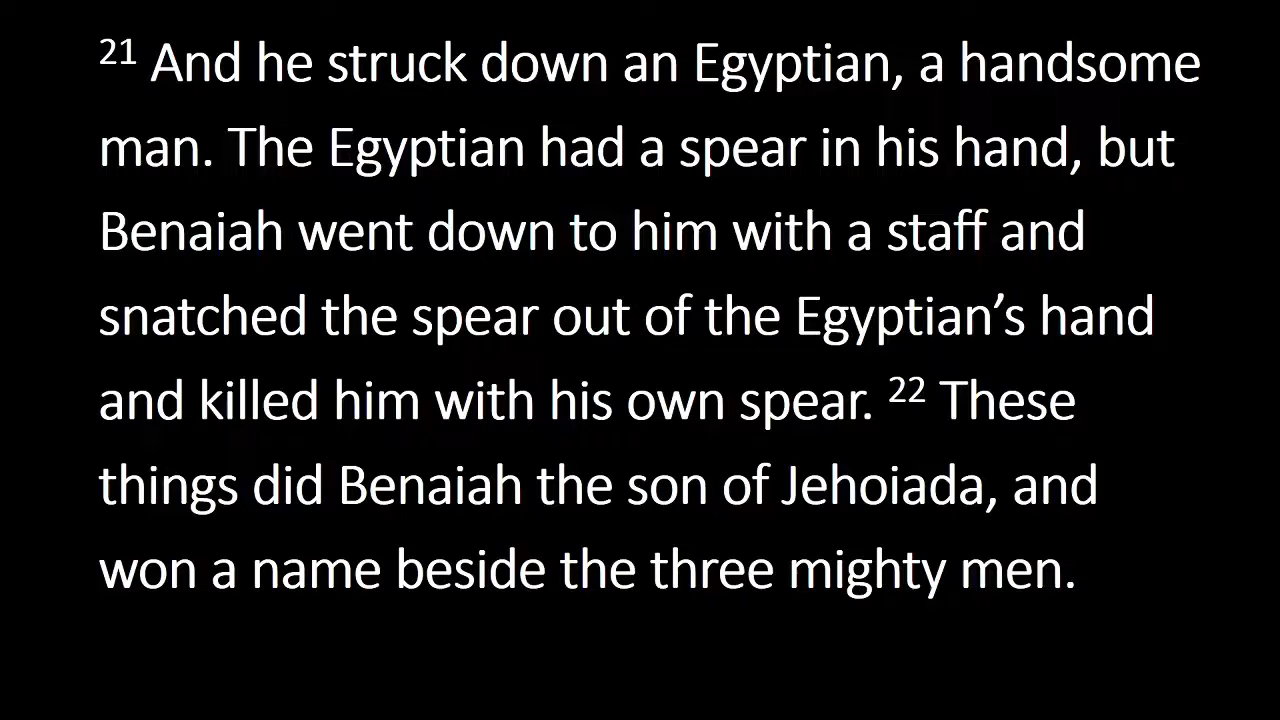 21 And he struck down an Egyptian, a handsome
man. The Egyptian had a spear in his hand, but
Benaiah went down to him with a staff and
snatched the spear out of the Egyptian’s hand
and killed him with his own spear. 22 These
things did Benaiah the son of Jehoiada, and
won a name beside the three mighty men.